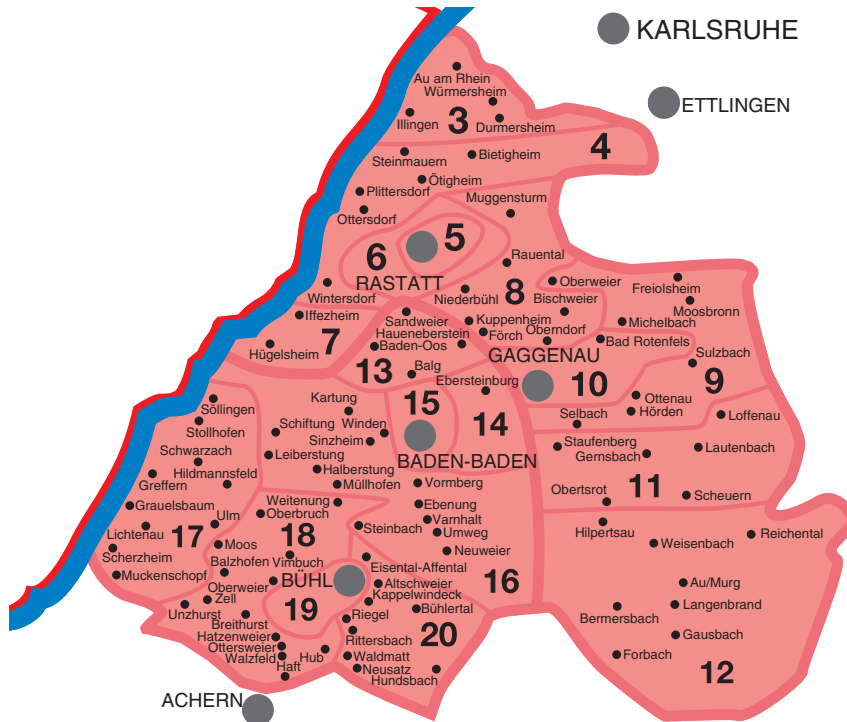 KARLSRUHE
ETTLINGEN
Au am Rhein
Würmersheim
3
Illingen
Durmersheim
4
Steinmauern
Bietigheim
Ötigheim
Plittersdorf
Muggensturm
Ottersdorf
5
6
Rauental
RASTATT
Oberweier
Freiolsheim
Wintersdorf
Niederbühl
8
Bischweier
Moosbronn
Iffezheim
Sandweier
Kuppenheim
Michelbach
Haueneberstein
Förch
Oberndorf
7
Baden-Oos
Bad Rotenfels
Hügelsheim
GAGGENAU
Sulzbach
13
Balg
9
Ebersteinburg
10
Söllingen
Kartung
15
Ottenau
Stollhofen
14
Selbach
Hörden
Loffenau
Schiftung
Winden
Sinzheim
Staufenberg
Lautenbach
Schwarzach
Leiberstung
BADEN-BADEN
Gernsbach
Hildmannsfeld
Halberstung
Greffern
Müllhofen
Vormberg
Obertsrot
11
Scheuern
Grauelsbaum
Weitenung
Ebenung
Oberbruch
Ulm
Varnhalt
Lichtenau
17
18
Steinbach
Umweg
Hilpertsau
Reichental
Scherzheim
Moos
Neuweier
Weisenbach
Balzhofen
Vimbuch
Eisental-Affental
Muckenschopf
BÜHL
Altschweier
16
Au/Murg
Oberweier
Kappelwindeck
Zell
19
Bühlertal
Langenbrand
Unzhurst
Bermersbach
Breithurst
Riegel
20
Hatzenweier
Rittersbach
Gausbach
Ottersweier
Walzfeld
Hub
Waldmatt
Forbach
Haft
Neusatz
12
Hundsbach
ACHERN